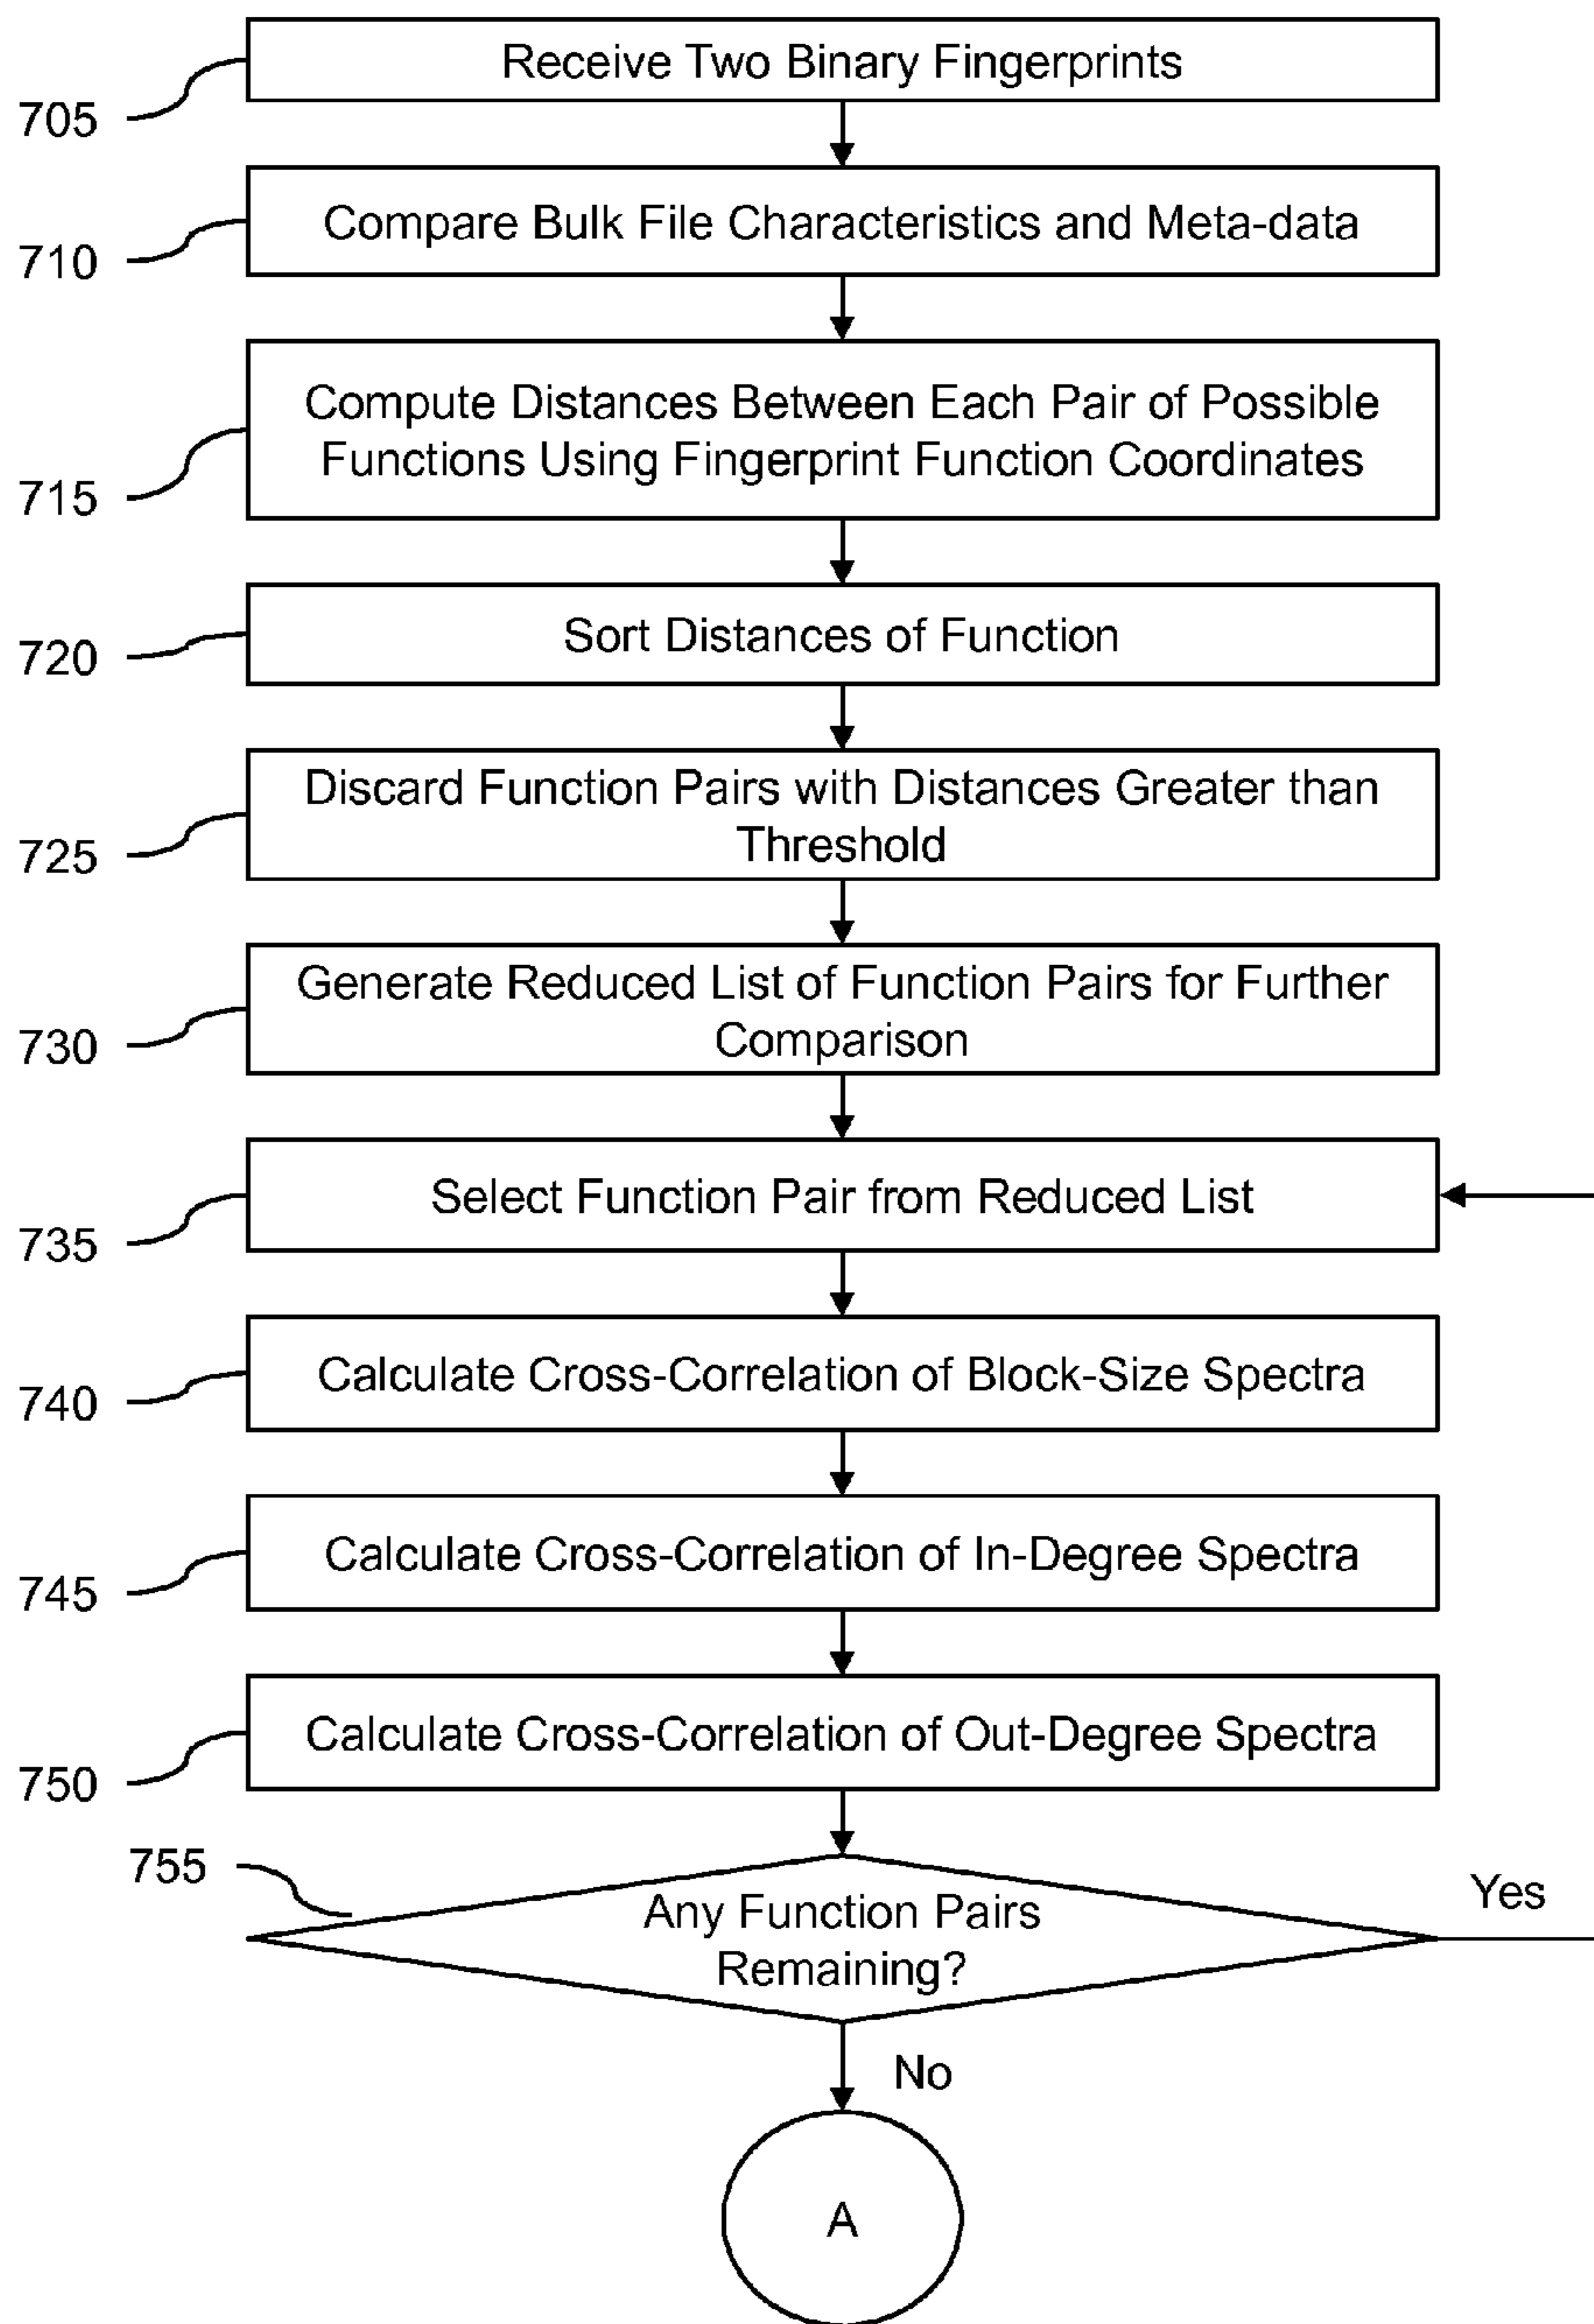 Receive Two Binary Fingerprints
705
Compare Bulk File Characteristics and Meta-data
710
Compute Distances Between Each Pair of Possible
Functions Using Fingerprint Function Coordinates
715
Sort Distances of Function
720
Discard Function Pairs with Distances Greater than
Threshold
725
Generate Reduced List of Function Pairs for Further
Comparison
730
Select Function Pair from Reduced List
735
Calculate Cross-Correlation of Block-Size Spectra
740
Calculate Cross-Correlation of In-Degree Spectra
745
Calculate Cross-Correlation of Out-Degree Spectra
750
755
Any Function Pairs
Remaining?
Yes
No
A